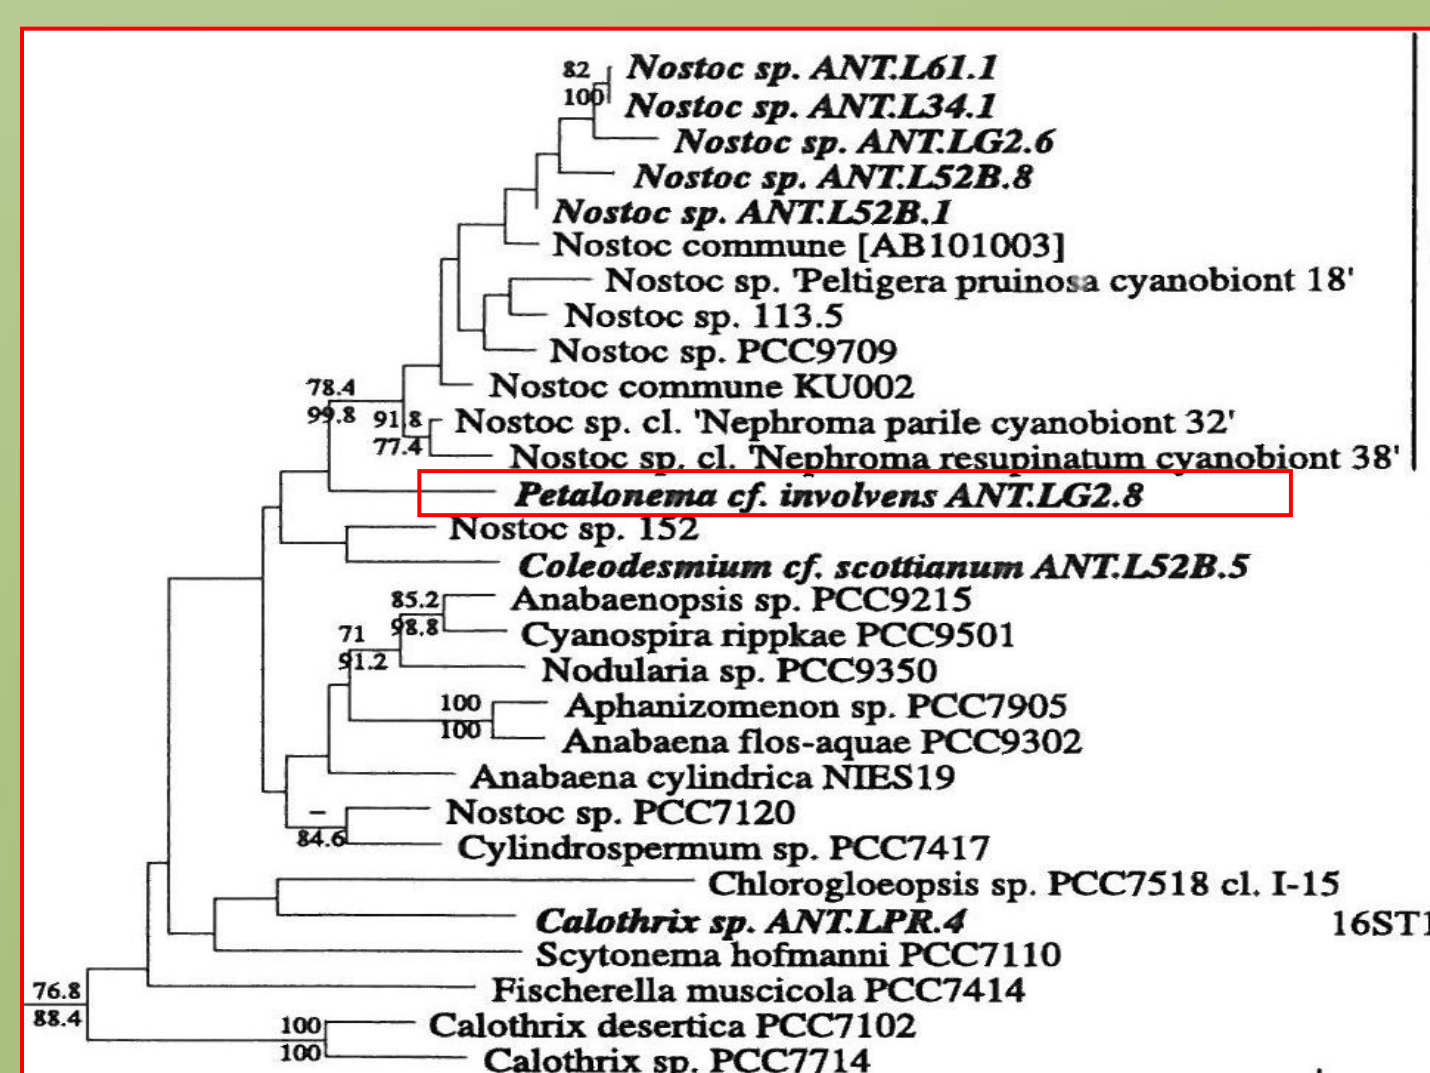 82
Nostoc sp. ANT.L61.1
100
Nostoc sp. ANT.L34.1
Nostoc sp. ANT.LG2.6
Nostoc sp. ANT.L52B.8
Nostoc sp. ANT.L52B.1
Nostoc commune [AB101003]
Nostoc sp. 'Peltigera pruinosa cyanobiont 18'
Nostoc sp. 113.5
Nostoc sp. PCC9709
78.4
Nostoc commune KU002
99.8
91.8
Nostoc sp. cl. 'Nephroma parile cyanobiont 32'
77.4
Nostoc sp. cl. 'Nephroma resupinatum cyanobiont 38'
Petalonema cf. involvens ANT.LG2.8
Nostoc sp. 152
Coleodesmium cf. scottianum ANT.L52B.5
85.2
Anabaenopsis sp. PCC9215
98.8
71
Cyanospira rippkae PCC9501
91.2
Nodularia sp. PCC9350
100
Aphanizomenon sp. PCC7905
100
Anabaena flos-aquae PCC9302
Anabaena cylindrica NIES19
–
Nostoc sp. PCC7120
84.6
Cylindrospermum sp. PCC7417
Chlorogloeopsis sp. PCC7518 cl. I-15
Calothrix sp. ANT.LPR.4
16ST1
Scytonema hofmanni PCC7110
76.8
Fischerella muscicola PCC7414
88.4
100
Calothrix desertica PCC7102
100
Calothrix sp. PCC7714